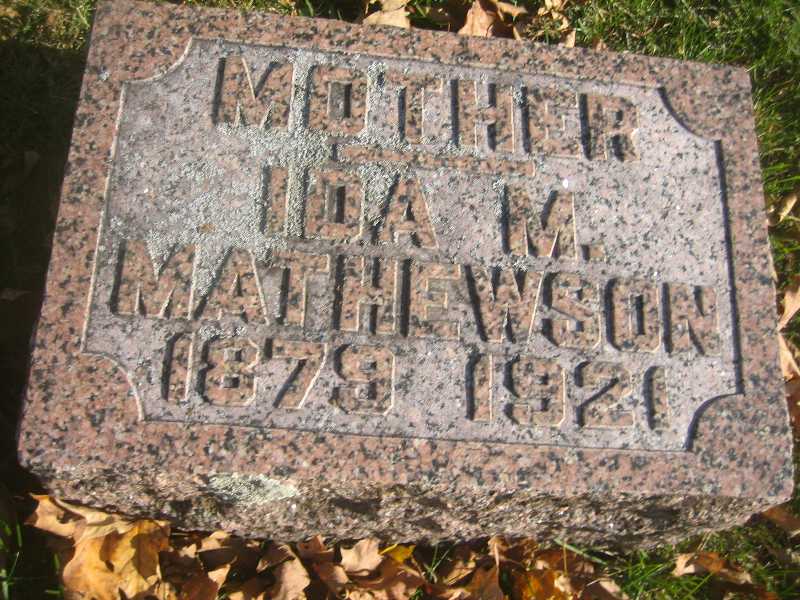 MOTHER
IDA M.
MATHEWSON
1879 1921